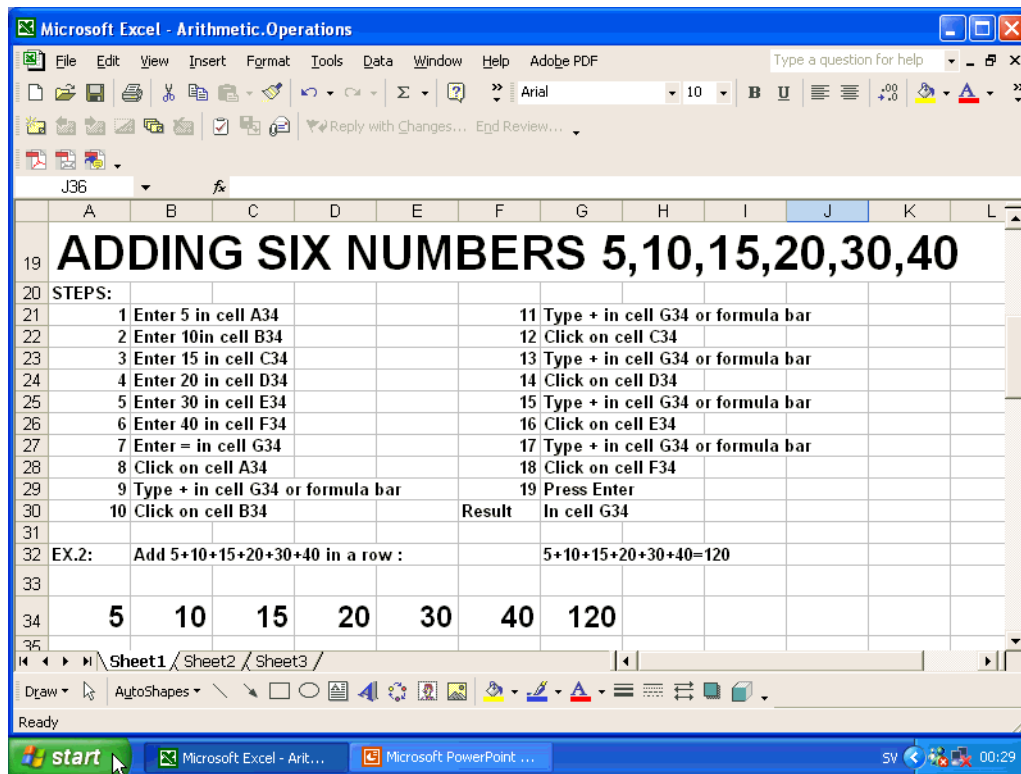 Microsoft Excel - Arithmetic.Operations
File Edit View Insert Format Tools Data Window Help Adobe PDF Type a question for help
Arial 10 B U
Reply with Changes... End Review...
J36 fx
A B C D E F G H I J K L
19 ADDING SIX NUMBERS 5,10,15,20,30,40
20 STEPS:
21 1 Enter 5 in cell A34 11 Type + in cell G34 or formula bar
22 2 Enter 10in cell B34 12 Click on cell C34
23 3 Enter 15 in cell C34 13 Type + in cell G34 or formula bar
24 4 Enter 20 in cell D34 14 Click on cell D34
25 5 Enter 30 in cell E34 15 Type + in cell G34 or formula bar
26 6 Enter 40 in cell F34 16 Click on cell E34
27 7 Enter = in cell G34 17 Type + in cell G34 or formula bar
28 8 Click on cell A34 18 Click on cell F34
29 9 Type + in cell G34 or formula bar 19 Press Enter
30 10 Click on cell B34 Result In cell G34
31
32 EX.2: Add 5+10+15+20+30+40 in a row : 5+10+15+20+30+40=120
33
34 5 10 15 20 30 40 120
35
Sheet1 / Sheet2 / Sheet3 /
Draw AutoShapes
Ready
start Microsoft Excel - Arit... Microsoft PowerPoint ... SV 00:29